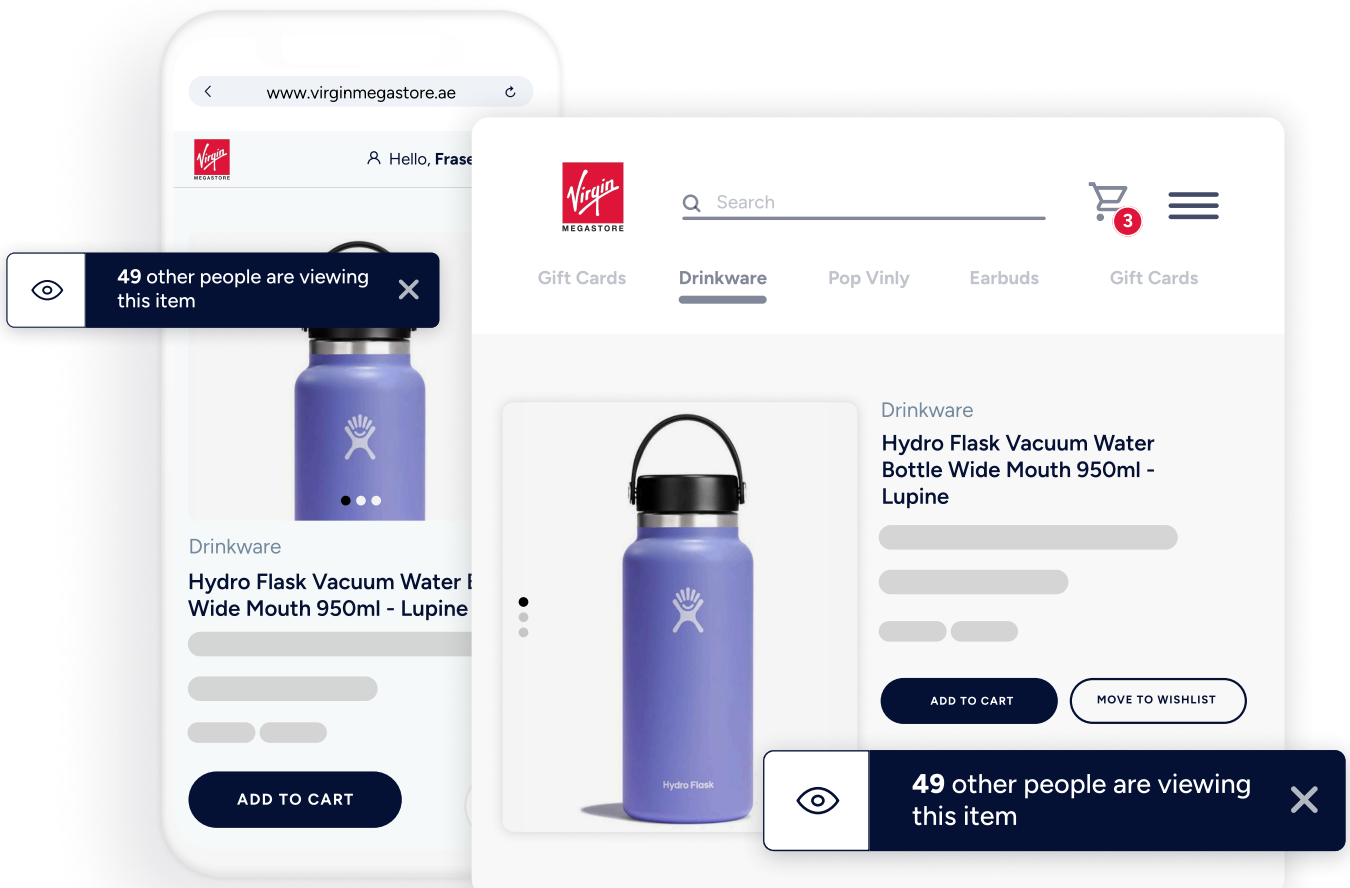 www.virginmegastore.ae
Virgin
MEGASTORE
Hello, Frase
49 other people are viewing
this item
Drinkware
Hydro Flask Vacuum Water
Wide Mouth 950ml - Lupine
ADD TO CART
Virgin
MEGASTORE
Search
3
Gift Cards
Drinkware
Pop Vinly
Earbuds
Gift Cards
Hydro Flask
Drinkware
Hydro Flask Vacuum Water
Bottle Wide Mouth 950ml -
Lupine
ADD TO CART
MOVE TO WISHLIST
49 other people are viewing
this item